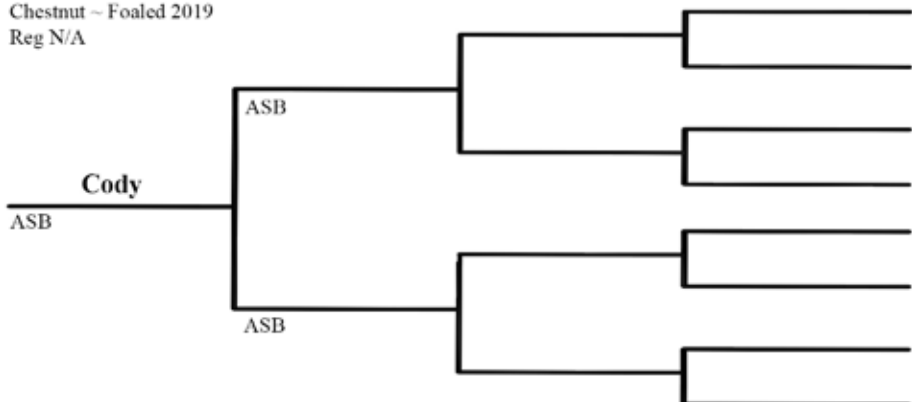 Chestnut ~ Foaled 2019
Reg N/A
ASB
Cody
ASB
ASB